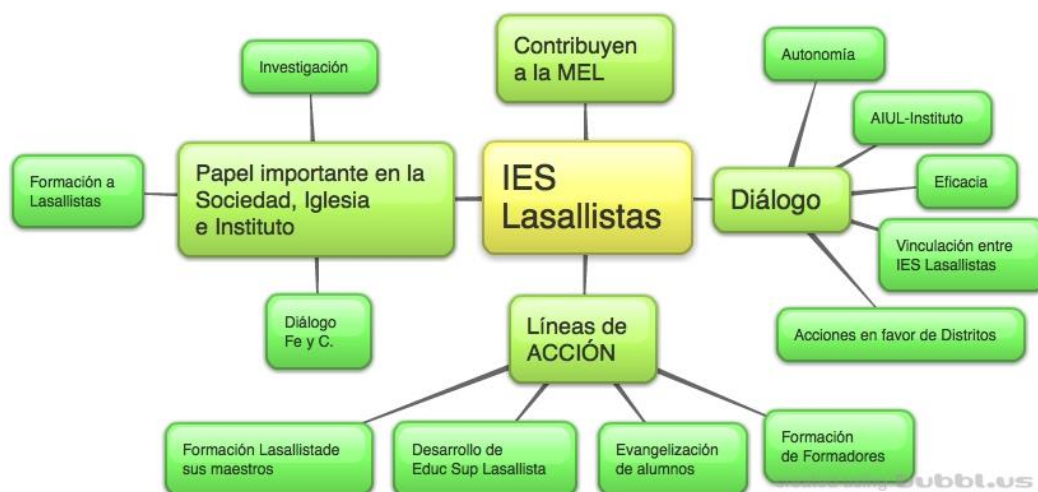 Contribuyen
a la MEL
Investigación
Autonomía
AIUL-Instituto
Papel importante en la
Sociedad, Iglesia
e Instituto
IES
Lasallistas
Diálogo
Formación a
Lasallistas
Eficacia
Vinculación entre
IES Lasallistas
Diálogo
Fe y C.
Líneas de
ACCIÓN
Acciones en favor de Distritos
Formación Lasallistade
sus maestros
Desarrollo de
Educ Sup Lasallista
Evangelización
de alumnos
Formación
de Formadores
created using bubbl.us